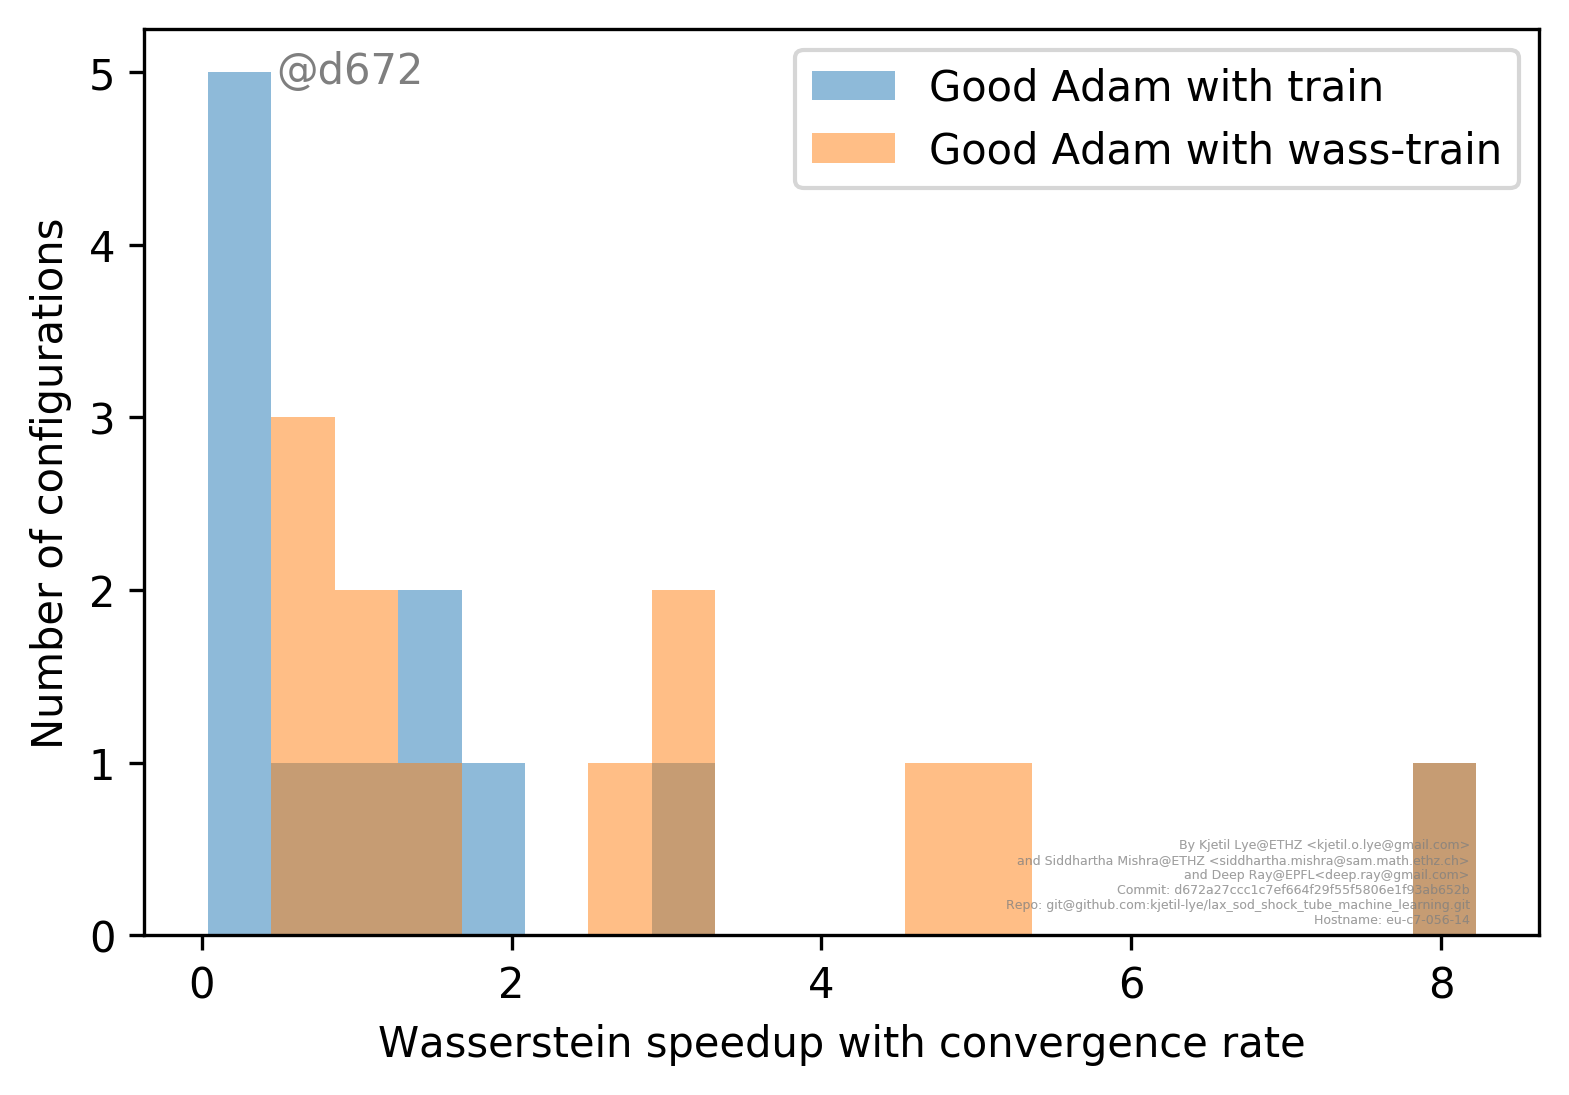 @d672
Good Adam with train
Good Adam with wass-train
5
4
3
2
1
0
Number of configurations
0 2 4 6 8
Wasserstein speedup with convergence rate
By Kjetil Lye@ETHZ <kjetil.o.lye@gmail.com>
and Siddhartha Mishra@ETHZ <siddhartha.mishra@sam.math.ethz.ch>
and Deep Ray@EPFL<deep.ray@gmail.com>
Commit: d672a27ccc1c7ef664f29f55f5806e1f93ab652b
Repo: git@github.com:kjetil-lye/lax_sod_shock_tube_machine_learning.git
Hostname: eu-c7-056-14